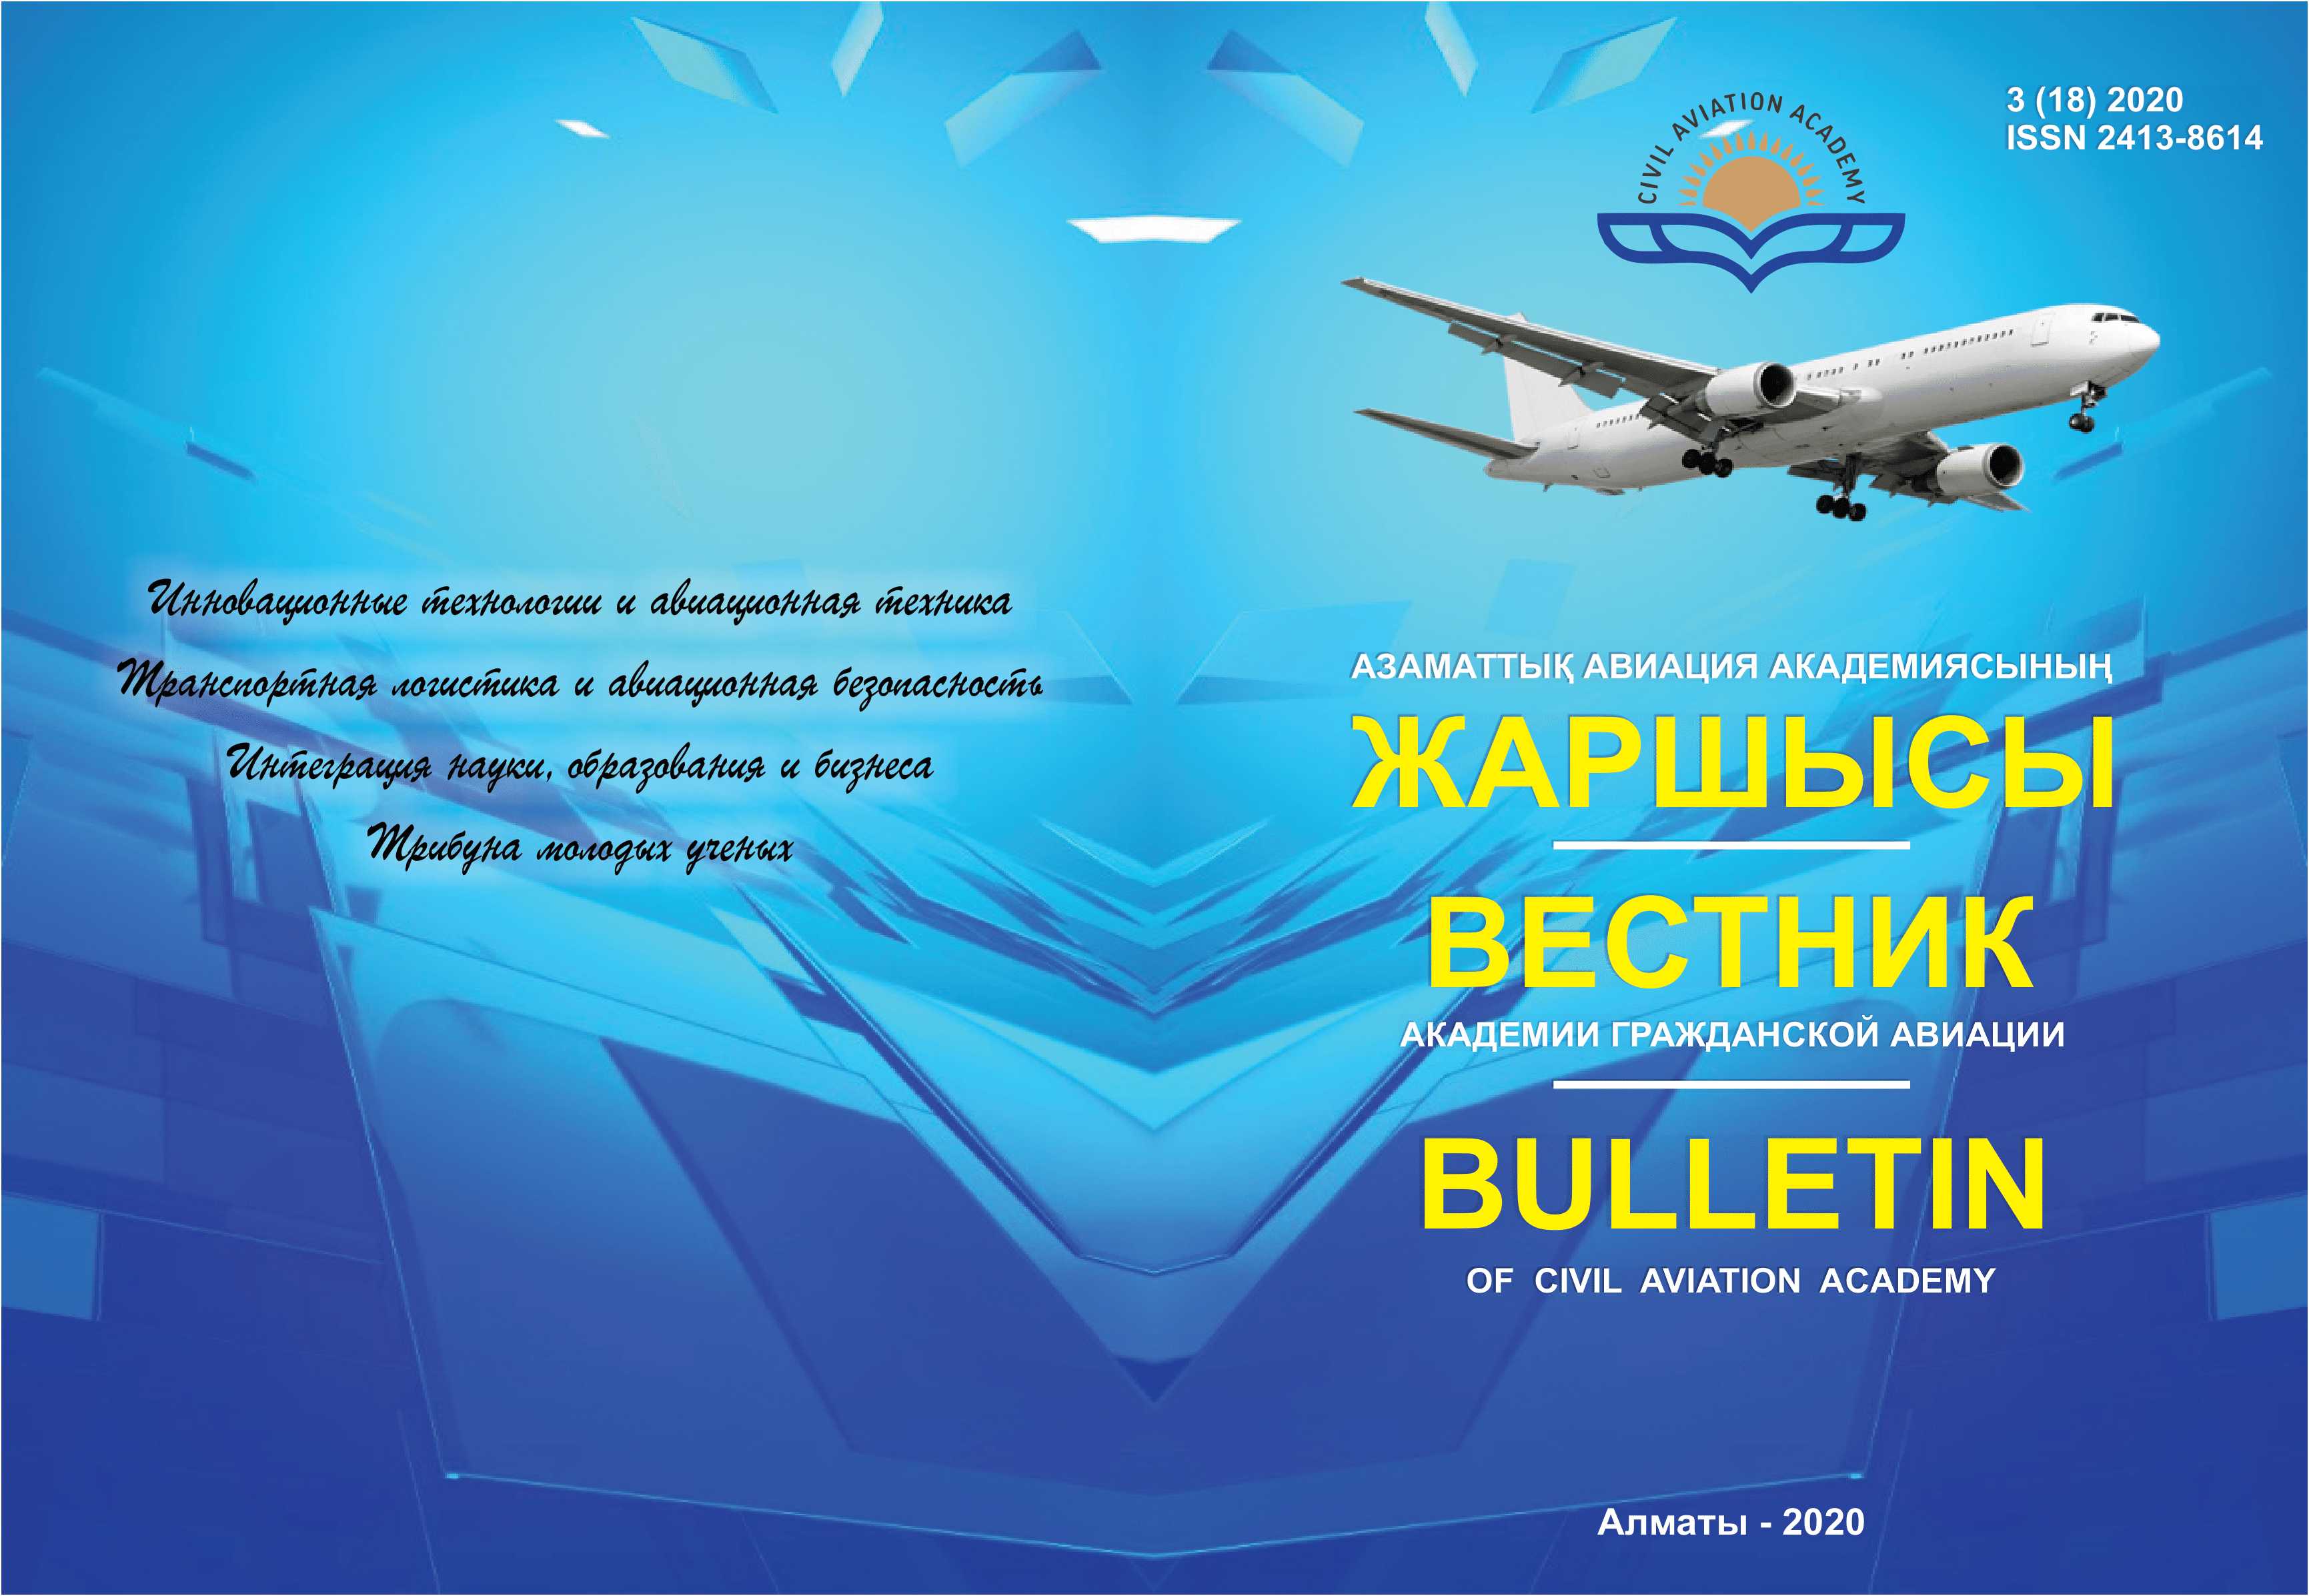 Инновационные технологии и авиационная техника
Транспортная логистика и авиационная безопасность
Интеграция науки, образования и бизнеса
Трибуна молодых ученых
3 (18) 2020
ISSN 2413-8614
CIVIL AVIATION ACADEMY
АЗАМАТТЫҚ АВИАЦИЯ АКАДЕМИЯСЫНЫҢ
ЖАРШЫСЫ
ВЕСТНИК
АКАДЕМИИ ГРАЖДАНСКОЙ АВИАЦИИ
BULLETIN
OF CIVIL AVIATION ACADEMY
Алматы - 2020